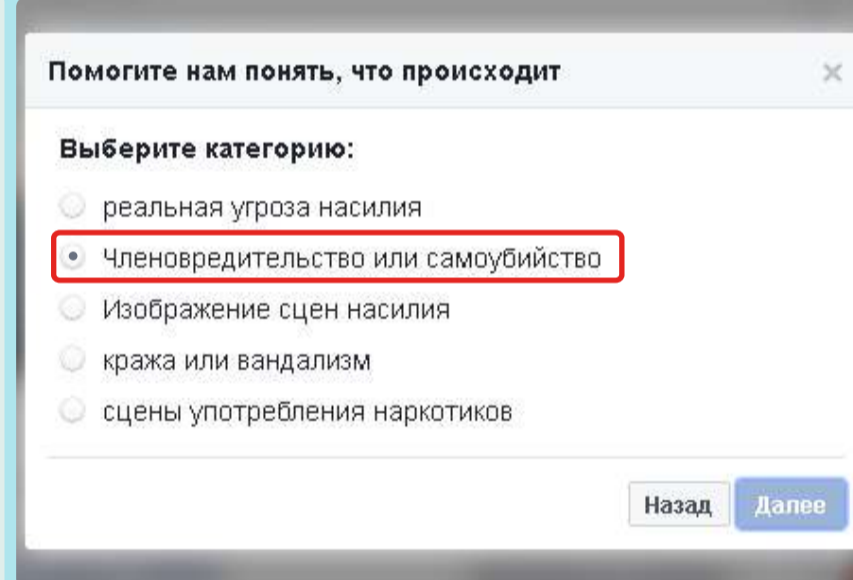 Помогите нам понять, что происходит
Выберите категорию:
реальная угроза насилия
Членовредительство или самоубийство
Изображение сцен насилия
кража или вандализм
сцены употребления наркотиков
Назад Далее